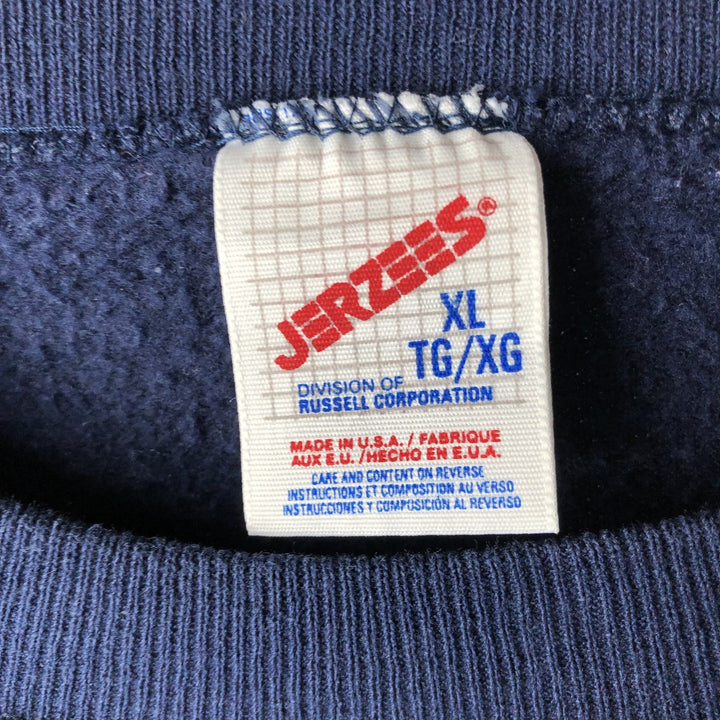 JERZEES®
XL
TG/XG
DIVISION OF
RUSSELL CORPORATION
MADE IN U.S.A. / FABRIQUE
AUX E.U. /HECHO EN E.U.A.
CARE AND CONTENT ON REVERSE
INSTRUCTIONS ET COMPOSITION AU VERSO
INSTRUCCIONES Y COMPOSICIÓN AL REVERSO